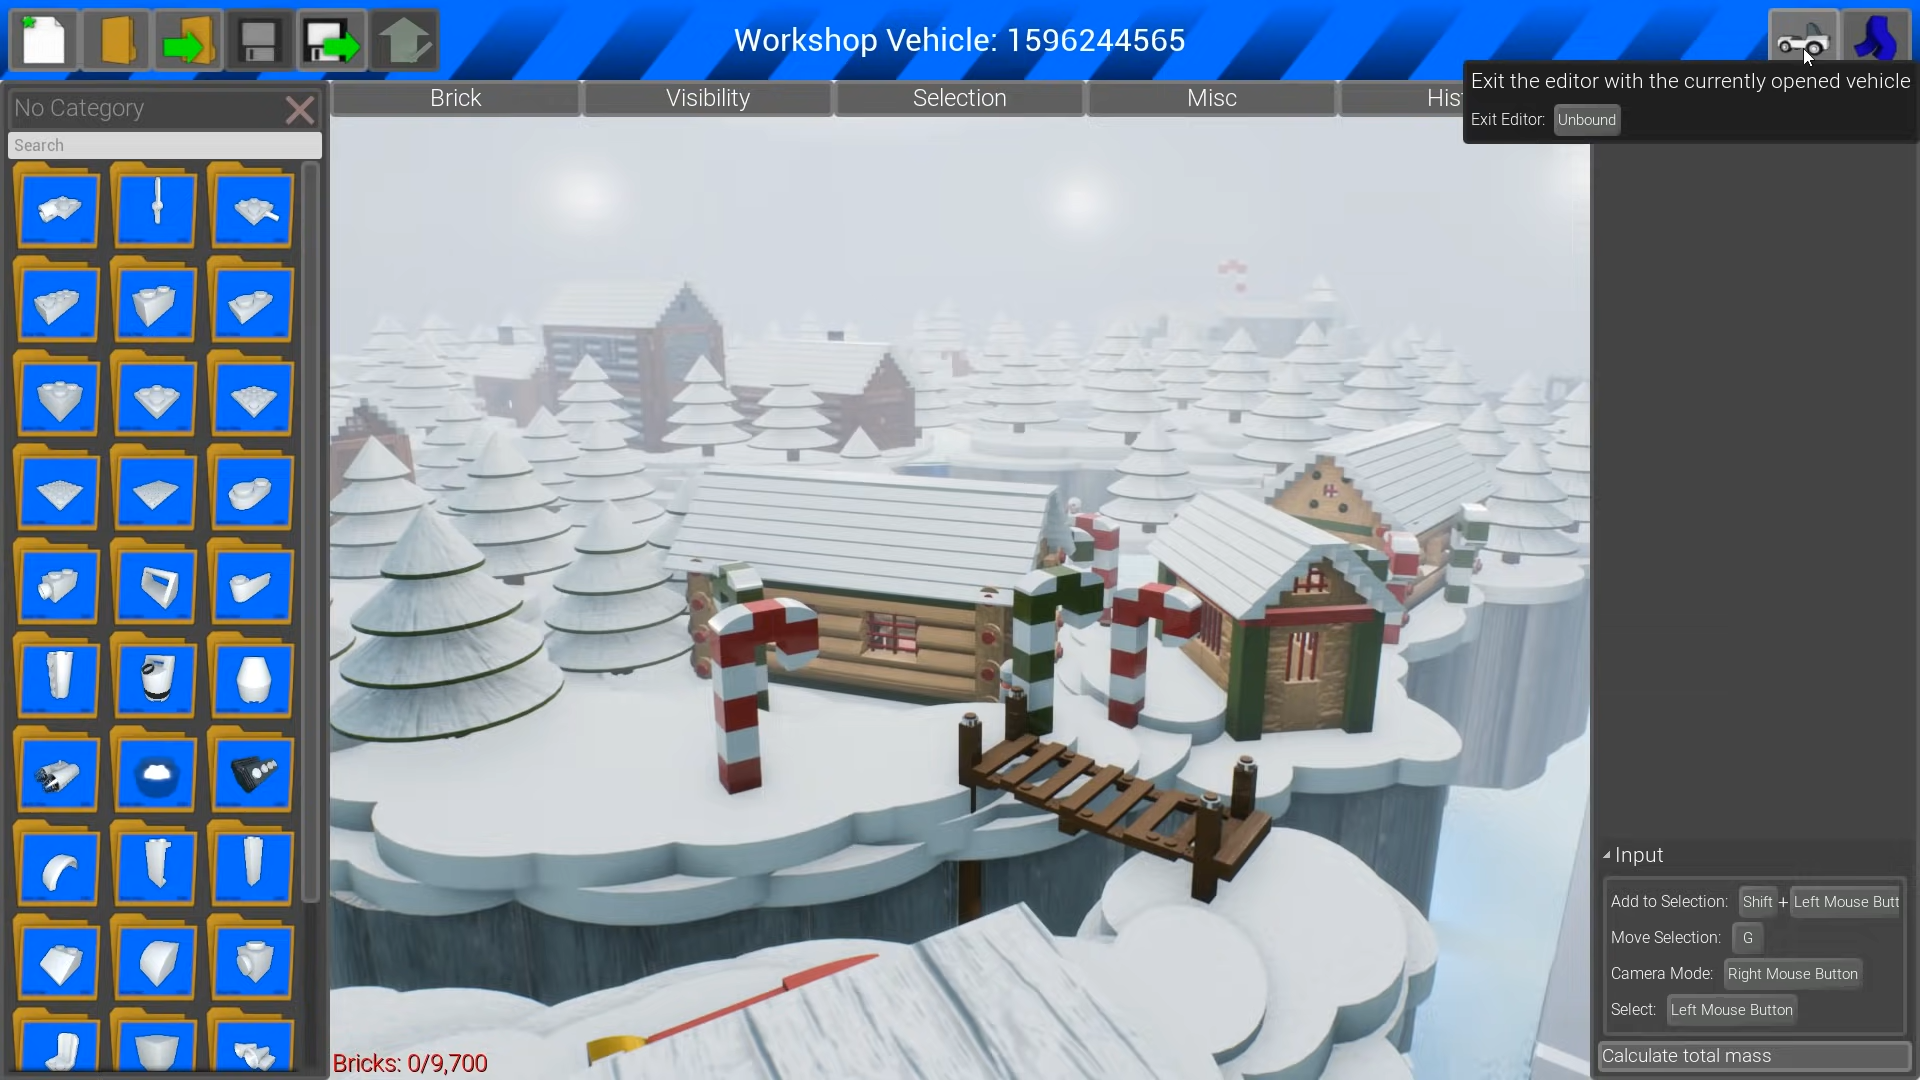 Workshop Vehicle: 1596244565
Exit the editor with the currently opened vehicle
Exit Editor: Unbound
No Category
Search
Brick
Visibility
Selection
Misc
His
Input
Add to Selection: Shift + Left Mouse Butt
Move Selection: G
Camera Mode: Right Mouse Button
Select: Left Mouse Button
Calculate total mass
Bricks: 0/9,700